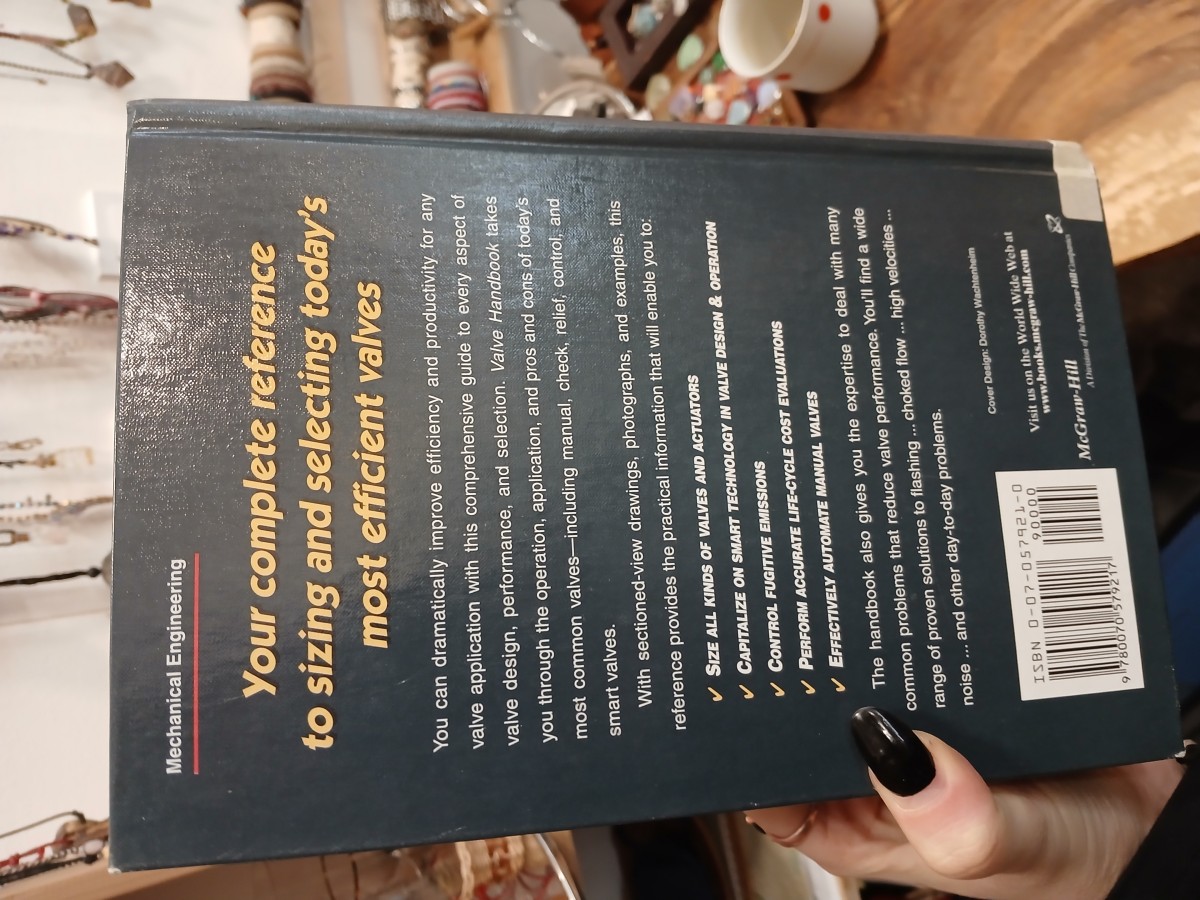 Mechanical Engineering
Your complete reference
to sizing and selecting today's
most efficient valves
You can dramatically improve efficiency and productivity for any
valve application with this comprehensive guide to every aspect of
valve design, performance, and selection. Valve Handbook takes
you through the operation, application, and pros and cons of today's
most common valves—including manual, check, relief, control, and
smart valves.
With sectioned-view drawings, photographs, and examples, this
reference provides the practical information that will enable you to:
✓ SIZE ALL KINDS OF VALVES AND ACTUATORS
✓ CAPITALIZE ON SMART TECHNOLOGY IN VALVE DESIGN & OPERATION
✓ CONTROL FUGITIVE EMISSIONS
✓ PERFORM ACCURATE LIFE-CYCLE COST EVALUATIONS
✓ EFFECTIVELY AUTOMATE MANUAL VALVES
The handbook also gives you the expertise to deal with many
common problems that reduce valve performance. You'll find a wide
range of proven solutions to flashing ... choked flow ... high velocities ...
noise ... and other day-to-day problems.
Cover Design: Dorothy Wachtenheim
Visit us on the World Wide Web at
www.books.mcgraw-hill.com
McGraw-Hill
A Division of The McGraw-Hill Companies
ISBN 0-07-057921-0
90000
9 780070 579217